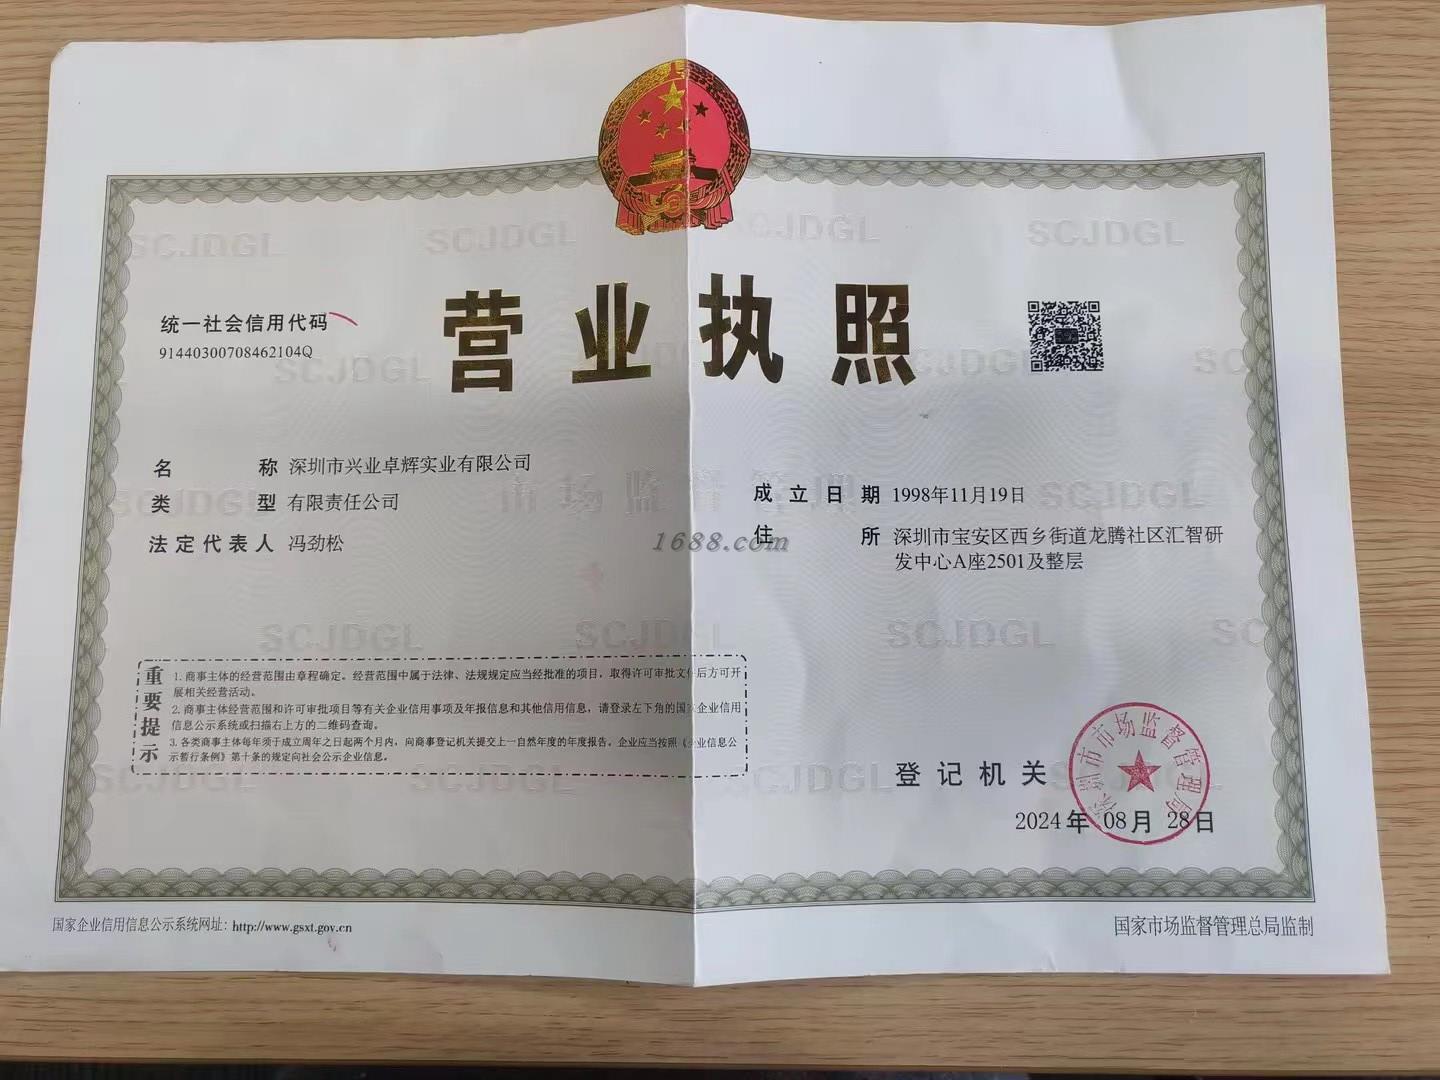 营业执照
统一社会信用代码
91440300708462104Q
名 称 深圳市兴业卓辉实业有限公司
类 型 有限责任公司
法定代表人 冯劲松
成立日期 1998年11月19日
住 所 深圳市宝安区西乡街道龙腾社区汇智研
发中心A座2501及整层
市场监督管理
1688.com
重要提示
1. 商事主体的经营范围由章程确定。经营范围中属于法律、法规规定应当经批准的项目，取得许可审批文件后方可开
展相关经营活动。
2. 商事主体经营范围和许可审批项目等有关企业信用事项及年报信息和其他信用信息，请登录左下角的国家企业信用
信息公示系统或扫描右上方的二维码查询。
3. 各类商事主体每年须于成立周年之日起两个月内，向商事登记机关提交上一自然年度的年度报告。企业应当按照《企业信息公
示暂行条例》第十条的规定向社会公示企业信息。
登记机关
深圳市市场监督管理局
2024年08月28日
国家企业信用信息公示系统网址：http://www.gsxt.gov.cn
国家市场监督管理总局监制
SCJDGL